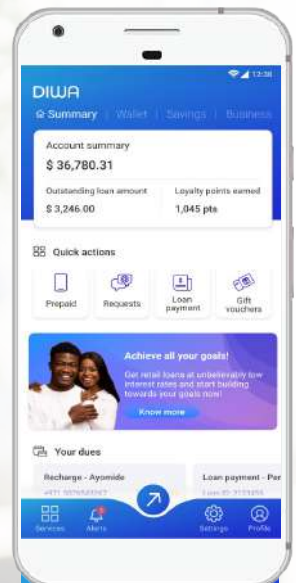 12:30
DIWA
Summary | Wallet | Savings | Business
Account summary
$ 36,780.31
Outstanding loan amount
Loyalty points earned
$ 3,246.00
1,045 pts
Quick actions
Prepaid
Requests
Loan
payment
Gift
vouchers
Achieve all your goals!
Get retail loans at unbelievably low
interest rates and start building
towards your goals now!
Know more
Your dues
Recharge - Ayomide
Loan payment - Per
Services
Alerts
Settings
Profile